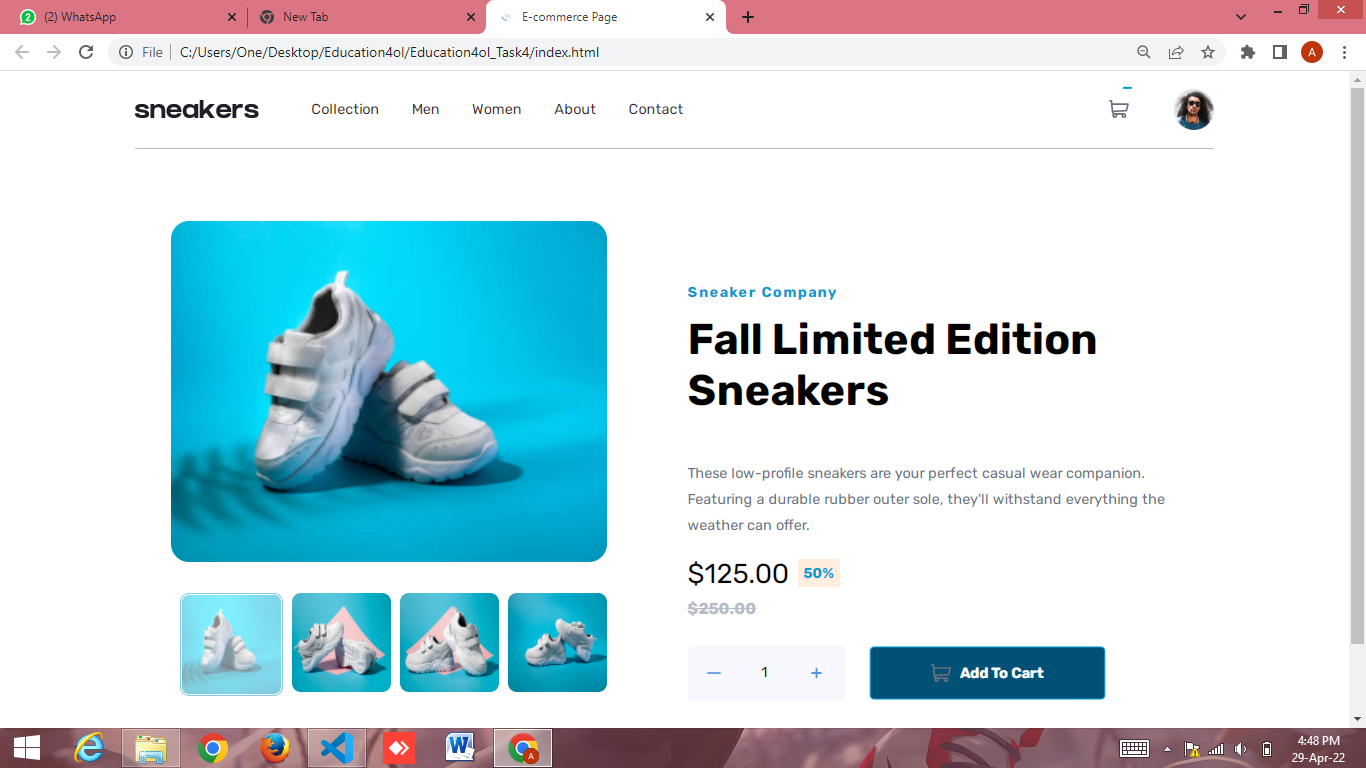 (2) WhatsApp
New Tab
E-commerce Page
File
C:/Users/One/Desktop/Education4ol/Education4ol_Task4/index.html
A
sneakers
Collection
Men
Women
About
Contact
Sneaker Company
Fall Limited Edition
Sneakers
These low-profile sneakers are your perfect casual wear companion.
Featuring a durable rubber outer sole, they'll withstand everything the
weather can offer.
$125.00 50%
$250.00
1
Add To Cart
4:48 PM
29-Apr-22